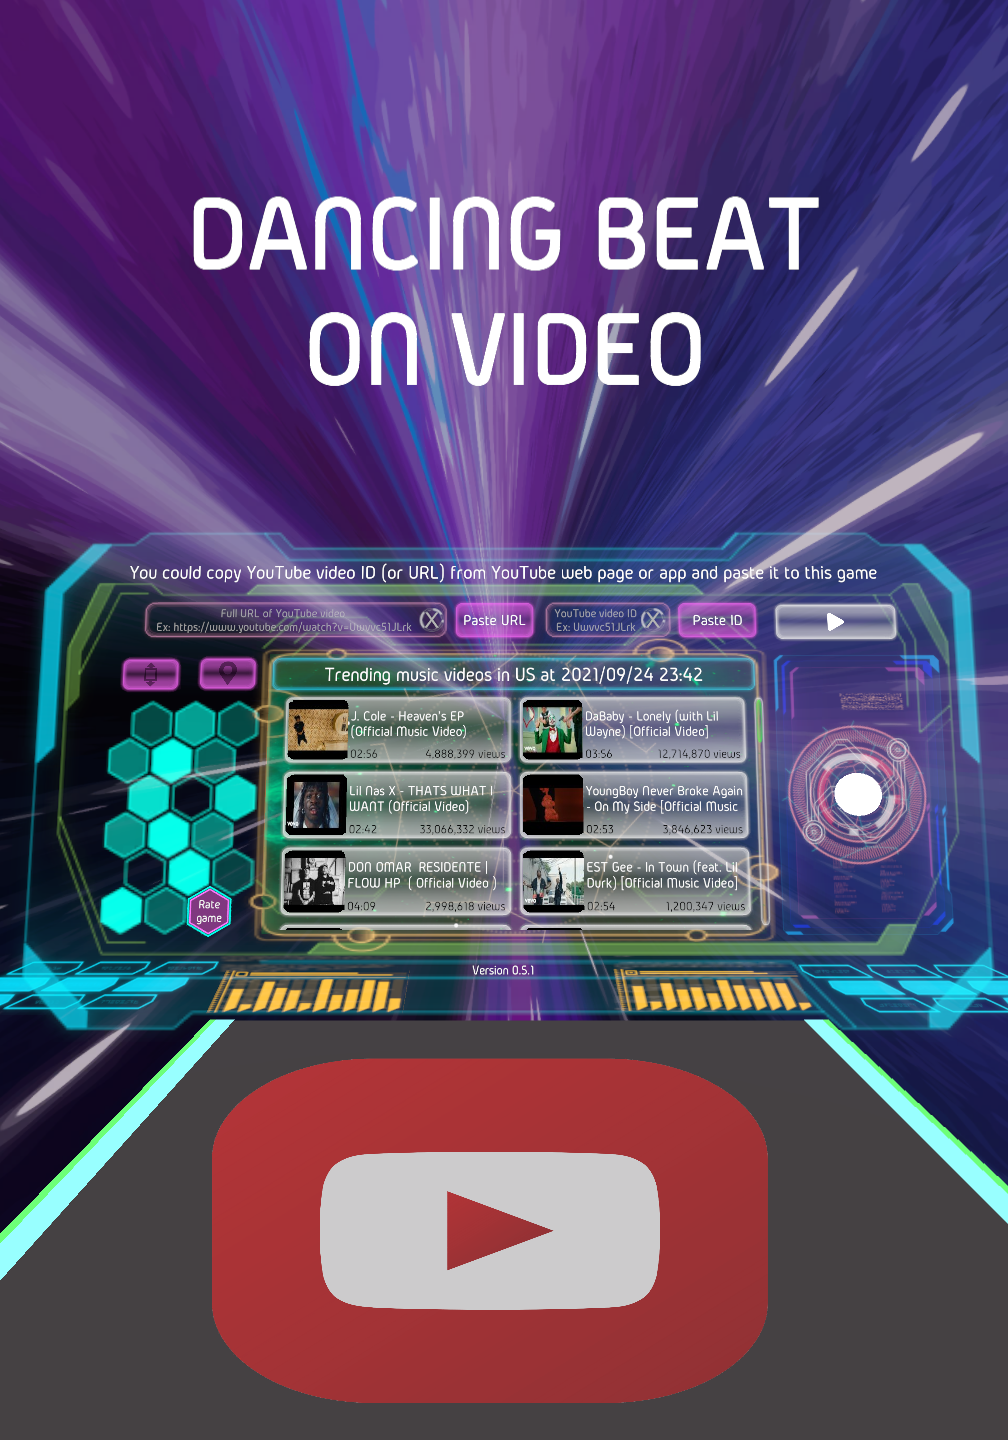 DANCING BEAT
ON VIDEO
You could copy YouTube video ID (or URL) from YouTube web page or app and paste it to this game
Full URL of YouTube video
Ex: https://www.youtube.com/watch?v=Uwvvc51JLrk
Paste URL
YouTube video ID
Ex: Uwvvc51JLrk
Paste ID
Trending music videos in US at 2021/09/24 23:42
J. Cole - Heaven's EP
(Official Music Video)
02:56 4,888,399 views
DaBaby - Lonely (with Lil
Wayne) [Official Video]
03:56 12,714,870 views
Lil Nas X - THATS WHAT I
WANT (Official Video)
02:42 33,066,332 views
YoungBoy Never Broke Again
- On My Side [Official Music
02:53 3,846,623 views
DON OMAR RESIDENTE |
FLOW HP ( Official Video )
04:09 2,998,618 views
EST Gee - In Town (feat. Lil
Durk) [Official Music Video]
02:54 1,200,347 views
Rate
game
Version 0.5.1